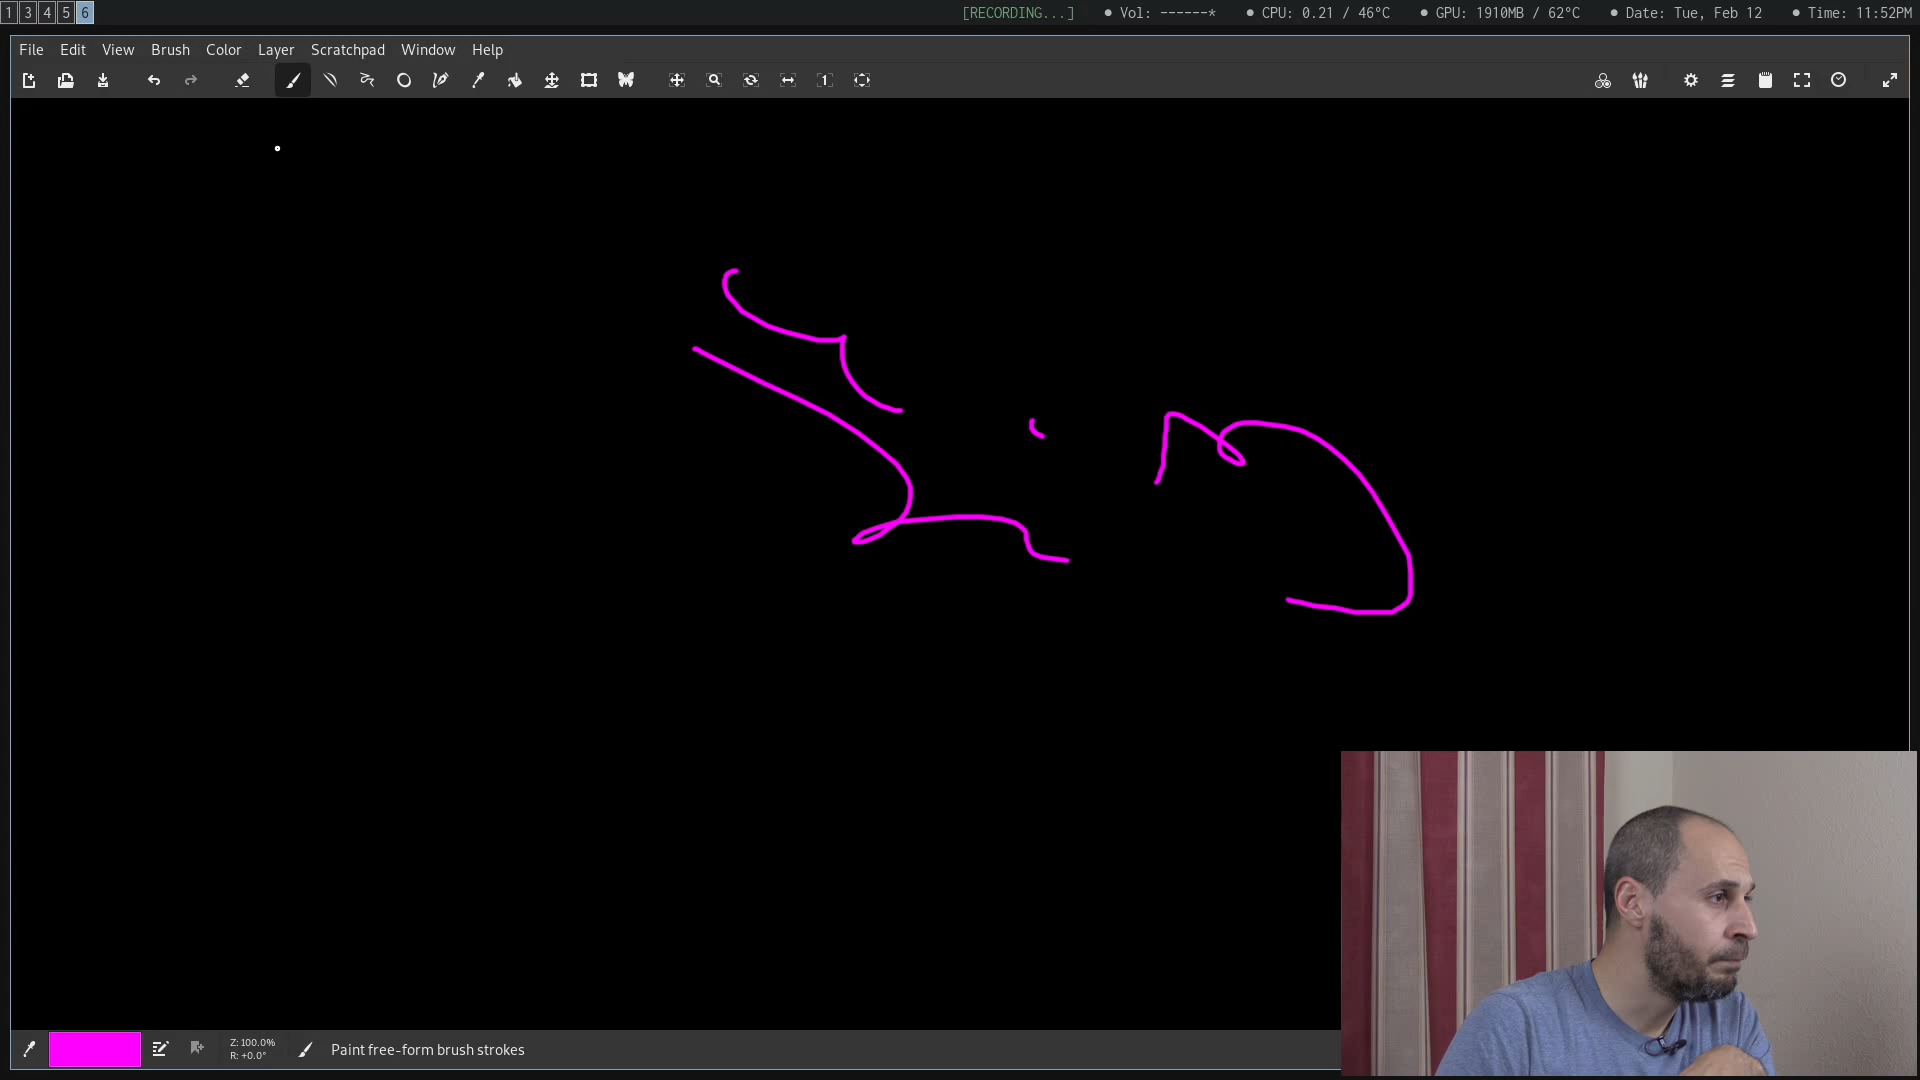 1 3 4 5 6 [RECORDING...] • Vol: ------* • CPU: 0.21 / 46°C • GPU: 1910MB / 62°C • Date: Tue, Feb 12 • Time: 11:52PM
File Edit View Brush Color Layer Scratchpad Window Help
1
Z: 100.0%
R: +0.0°
Paint free-form brush strokes